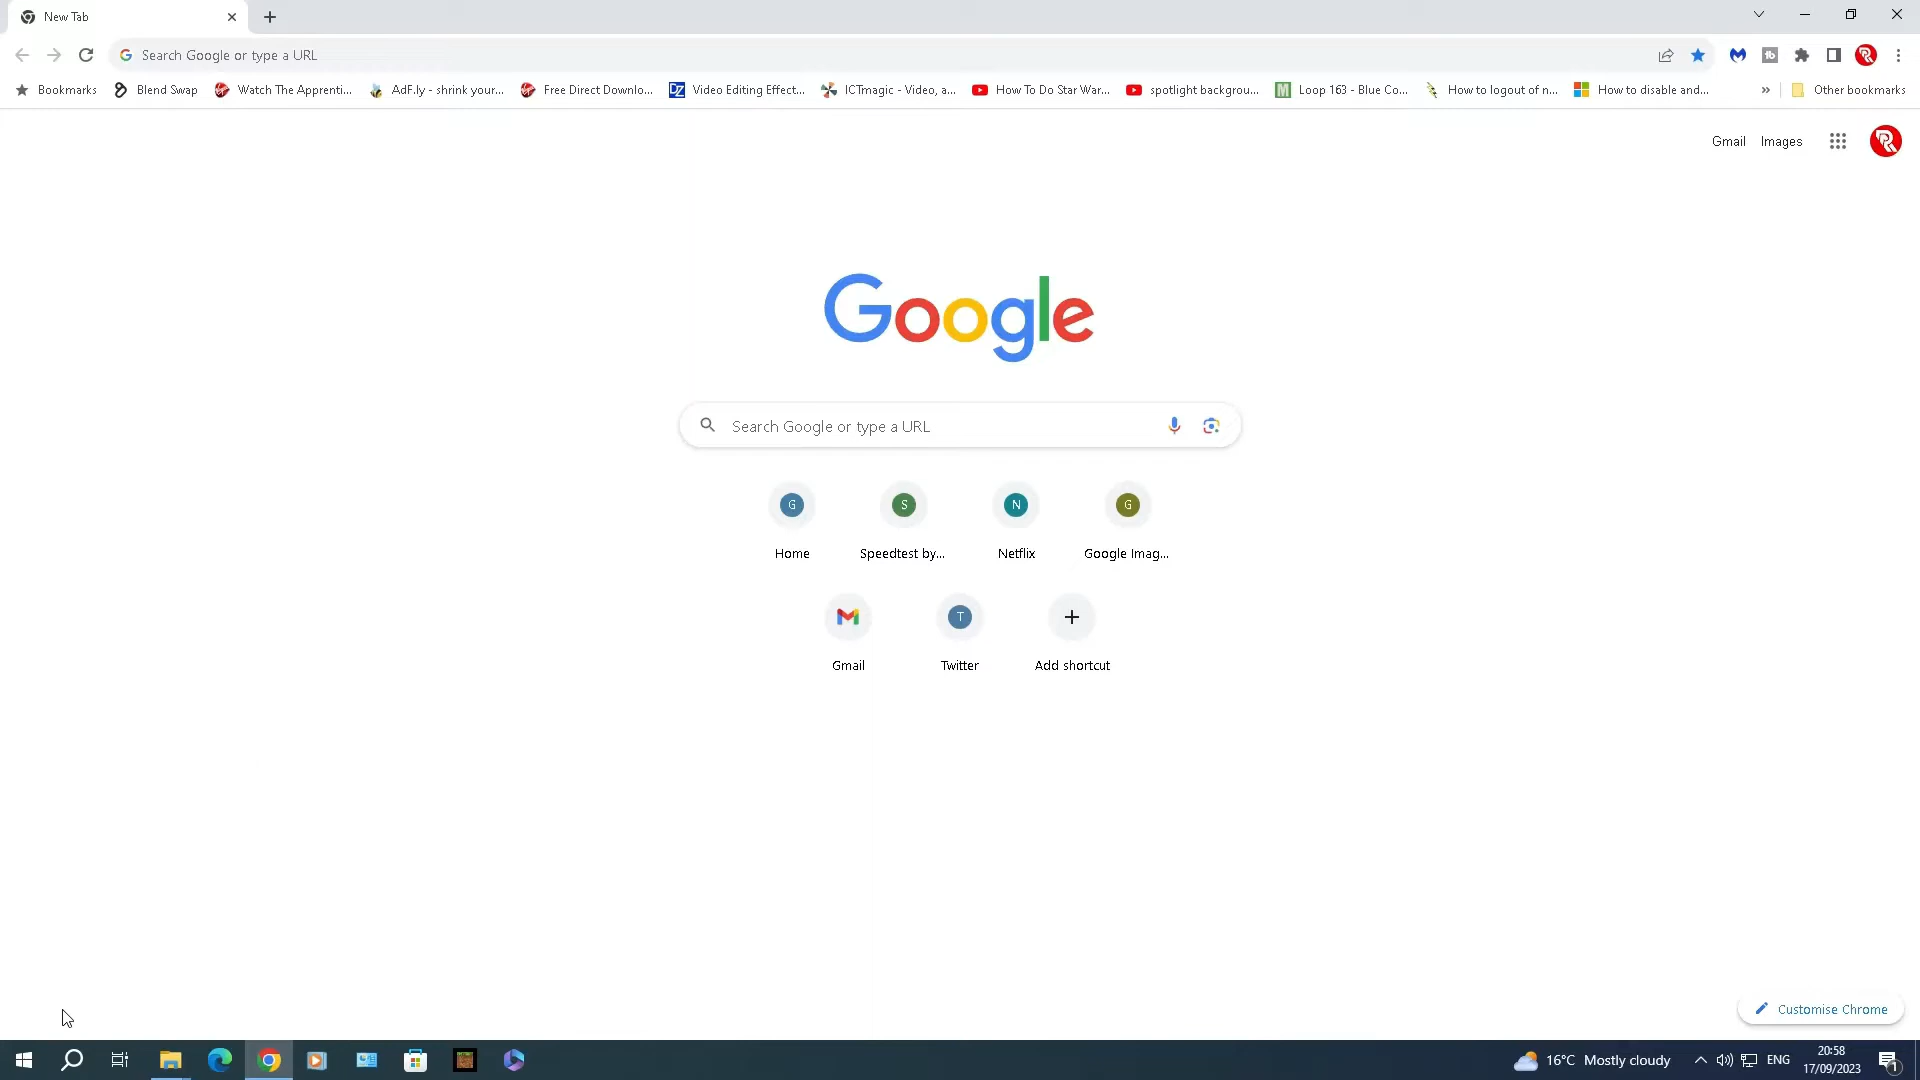 New Tab
Search Google or type a URL
Bookmarks Blend Swap Watch The Apprenti... AdF.ly - shrink your... Free Direct Downlo... DZ Video Editing Effect... ICTmagic - Video, a... How To Do Star War... spotlight backgrou... M Loop 163 - Blue Co... How to logout of n... How to disable and... » Other bookmarks
Gmail Images
Google
Search Google or type a URL
G S N G
Home Speedtest by... Netflix Google Imag...
T
Gmail Twitter Add shortcut
Customise Chrome
16°C Mostly cloudy ENG 20:58
17/09/2023 1